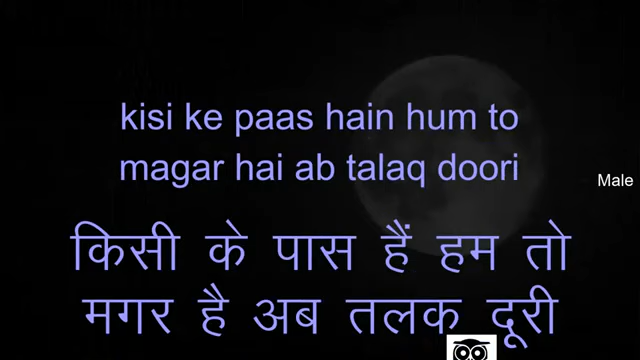 kisi ke paas hain hum to
magar hai ab talaq doori
Male
किसी के पास हैं हम तो
मगर है अब तलक दूरी